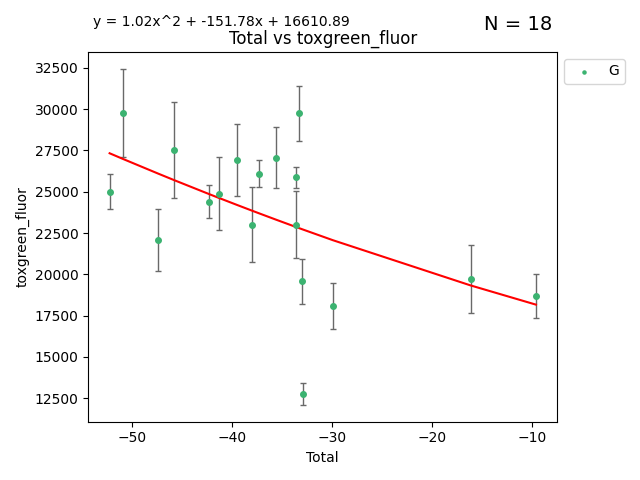 y = 1.02x^2 + -151.78x + 16610.89
N = 18
Total vs toxgreen_fluor
G
32500
30000
27500
25000
22500
20000
17500
15000
12500
toxgreen_fluor
−50
−40
−30
−20
−10
Total